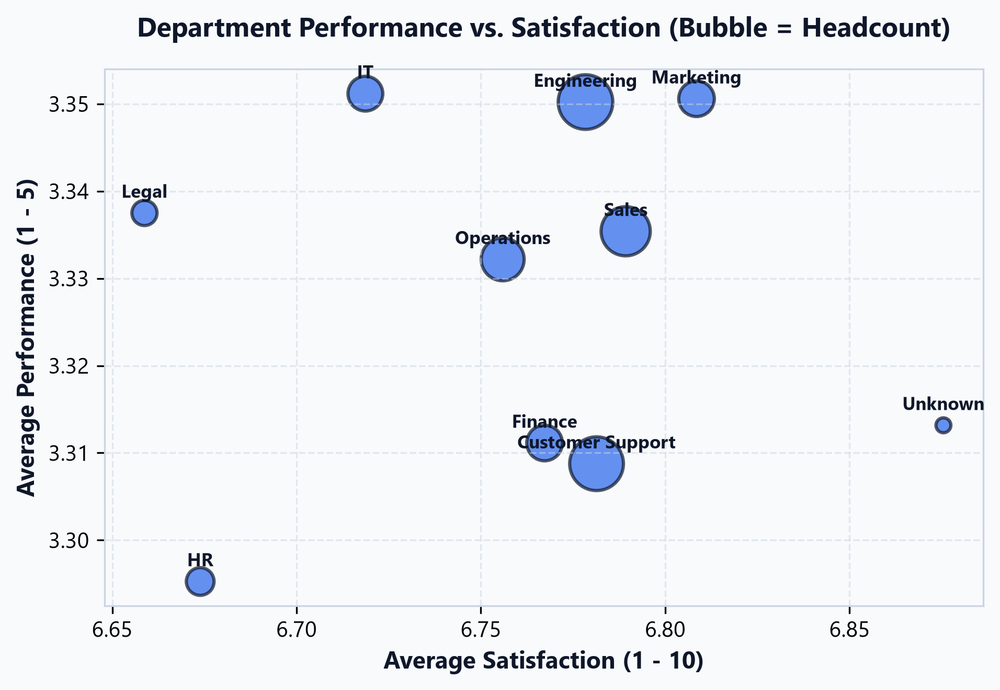 Department Performance vs. Satisfaction (Bubble = Headcount)
IT
Engineering
Marketing
3.35
Legal
3.34
Sales
Operations
3.33
3.32
Unknown
Finance
Customer Support
3.31
3.30
HR
Average Performance (1 - 5)
6.65 6.70 6.75 6.80 6.85
Average Satisfaction (1 - 10)